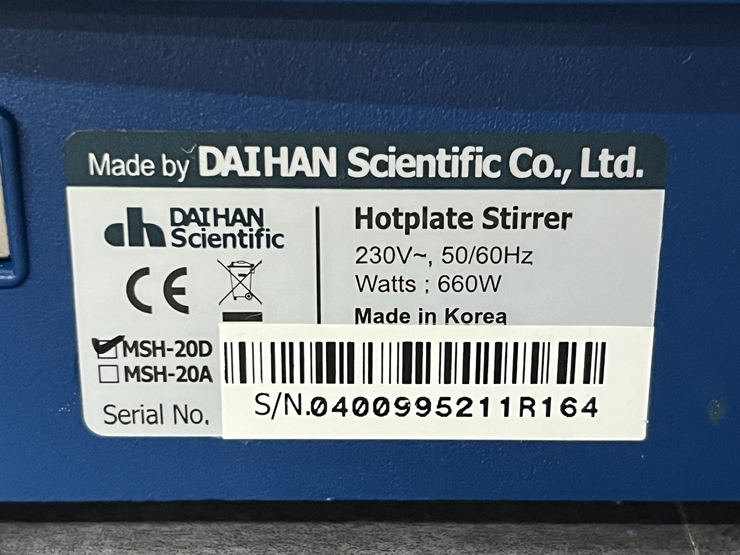 Made by DAIHAN Scientific Co., Ltd.
dh DAIHAN Scientific
Hotplate Stirrer
230V~, 50/60Hz
Watts : 660W
Made in Korea
CE
MSH-20D
MSH-20A
Serial No.
S/N.0400995211R164